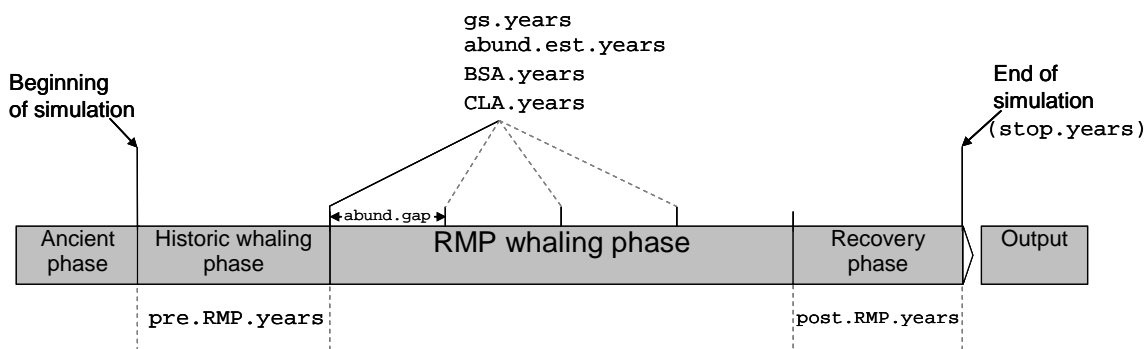 gs.years
abund.est.years
BSA.years
CLA.years
Beginning
of simulation
End of
simulation
(stop.years)
abund.gap
Ancient
phase
Historic whaling
phase
RMP whaling phase
Recovery
phase
Output
pre.RMP.years
post.RMP.years